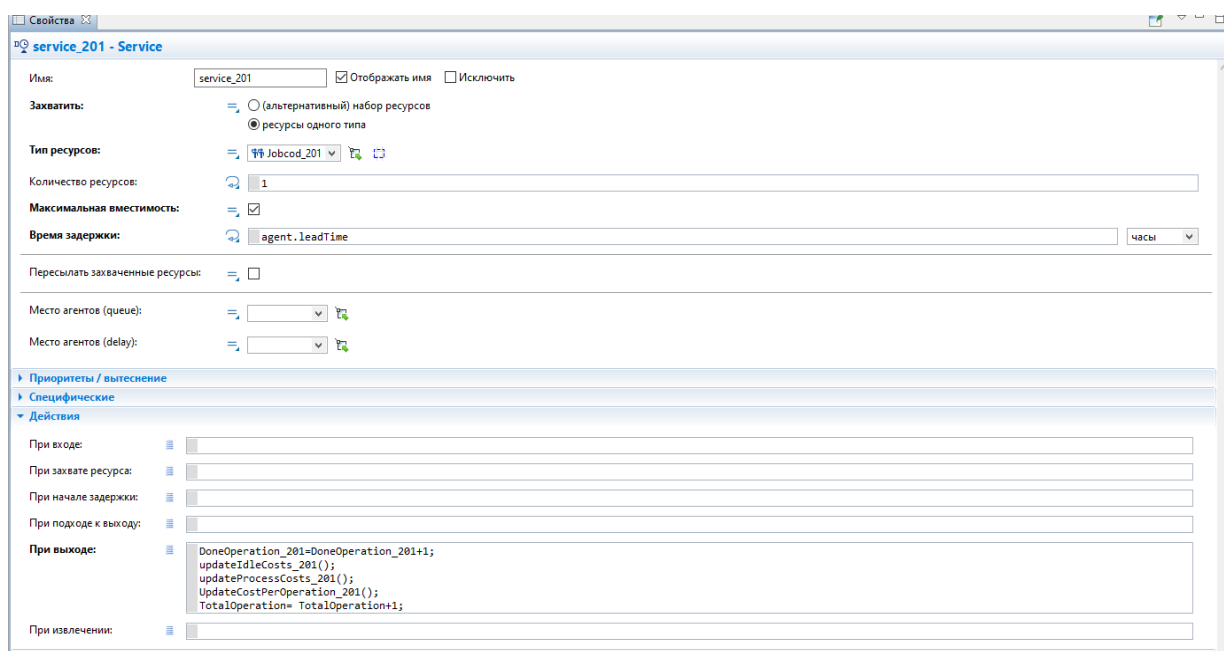 Свойства
service_201 - Service
Имя: service_201 Отображать имя Исключить
Захватить: (альтернативный) набор ресурсов
ресурсы одного типа
Тип ресурсов: Jobcod_201
Количество ресурсов: 1
Максимальная вместимость:
Время задержки: agent.leadTime часы
Пересылать захваченные ресурсы:
Место агентов (queue):
Место агентов (delay):
Приоритеты / вытеснение
Специфические
Действия
При входе:
При захвате ресурса:
При начале задержки:
При подходе к выходу:
При выходе: DoneOperation_201=DoneOperation_201+1;
updateIdleCosts_201();
updateProcessCosts_201();
UpdateCostPerOperation_201();
TotalOperation= TotalOperation+1;
При извлечении: